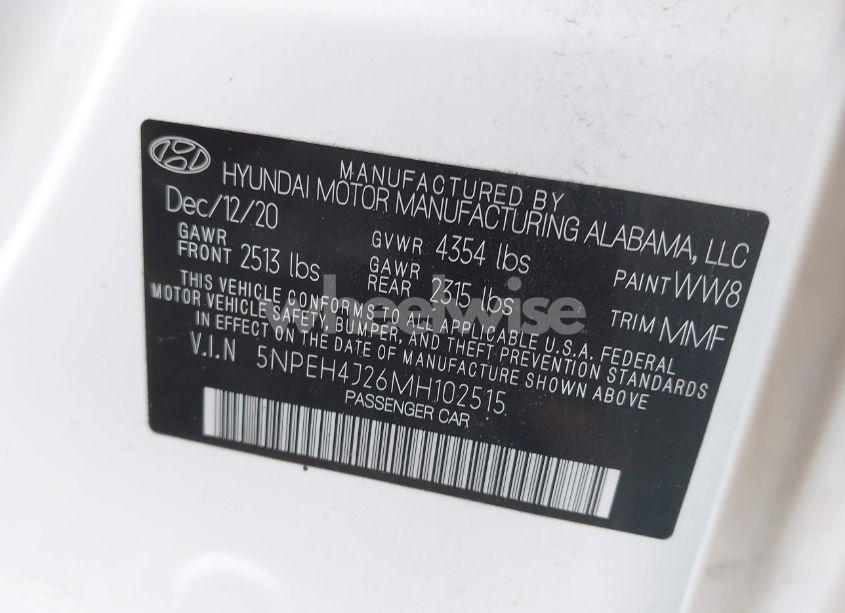 MANUFACTURED BY
HYUNDAI MOTOR MANUFACTURING ALABAMA, LLC
Dec/12/20
GAWR FRONT 2513 lbs
GVWR 4354 lbs
GAWR REAR 2315 lbs
PAINT WW8
TRIM MMF
THIS VEHICLE CONFORMS TO ALL APPLICABLE U.S.A. FEDERAL
MOTOR VEHICLE SAFETY, BUMPER, AND THEFT PREVENTION STANDARDS
IN EFFECT ON THE DATE OF MANUFACTURE SHOWN ABOVE
V.I.N 5NPEH4J26MH102515
PASSENGER CAR
wheelwise